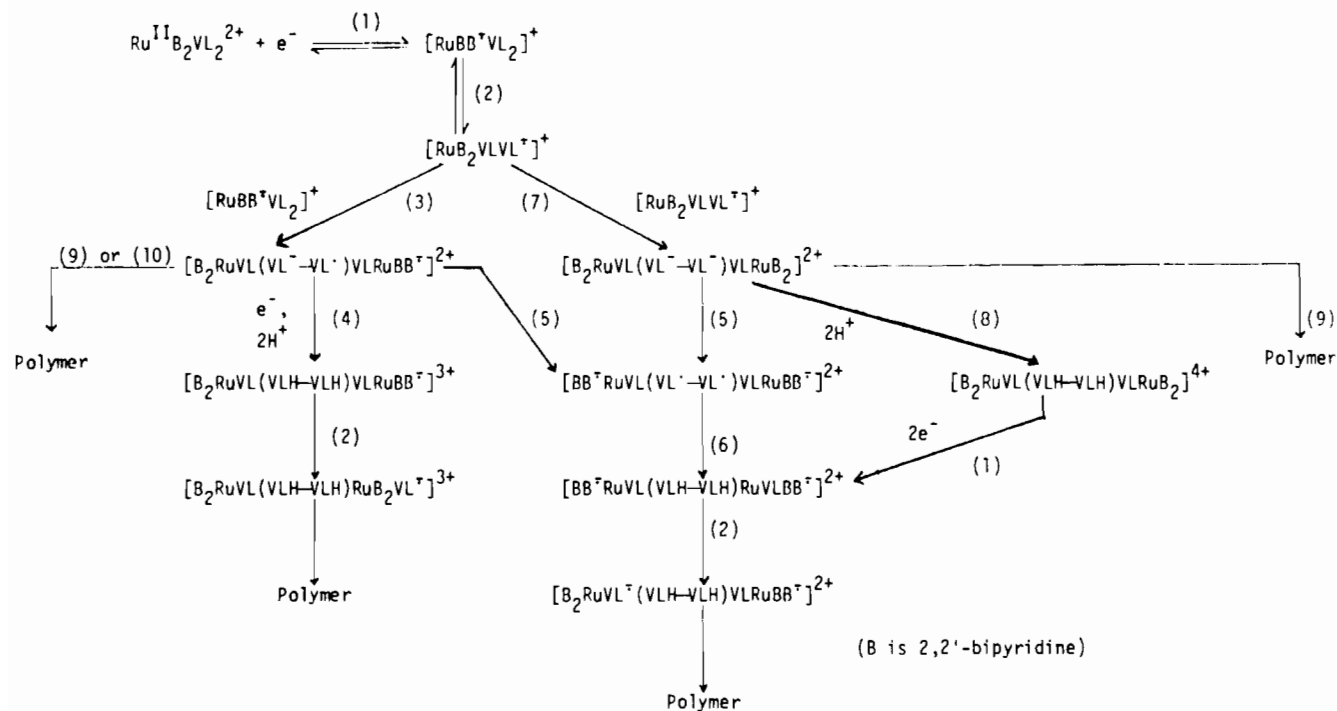 Ru^{II}B₂VL₂²⁺ + e⁻ (1) [RuBB⁻̇VL₂]⁺
(2)
[RuB₂VLVL⁻̇]⁺
[RuBB⁻̇VL₂]⁺ (3) (7) [RuB₂VLVL⁻̇]⁺
(9) or (10) [B₂RuVL(VL⁻—VL·)VLRuBB⁻̇]²⁺ [B₂RuVL(VL⁻—VL⁻)VLRuB₂]²⁺
e⁻, 2H⁺ (4) (5) (5) 2H⁺ (8) (9)
Polymer Polymer
[B₂RuVL(VLH—VLH)VLRuBB⁻̇]³⁺ [BB⁻̇RuVL(VL·—VL·)VLRuBB⁻̇]²⁺ [B₂RuVL(VLH—VLH)VLRuB₂]⁴⁺
(2) (6) 2e⁻ (1)
[B₂RuVL(VLH—VLH)RuB₂VL⁻̇]³⁺ [BB⁻̇RuVL(VLH—VLH)RuVLBB⁻̇]²⁺
(2)
Polymer [B₂RuVL⁻̇(VLH—VLH)VLRuBB⁻̇]²⁺
(B is 2,2'-bipyridine)
Polymer